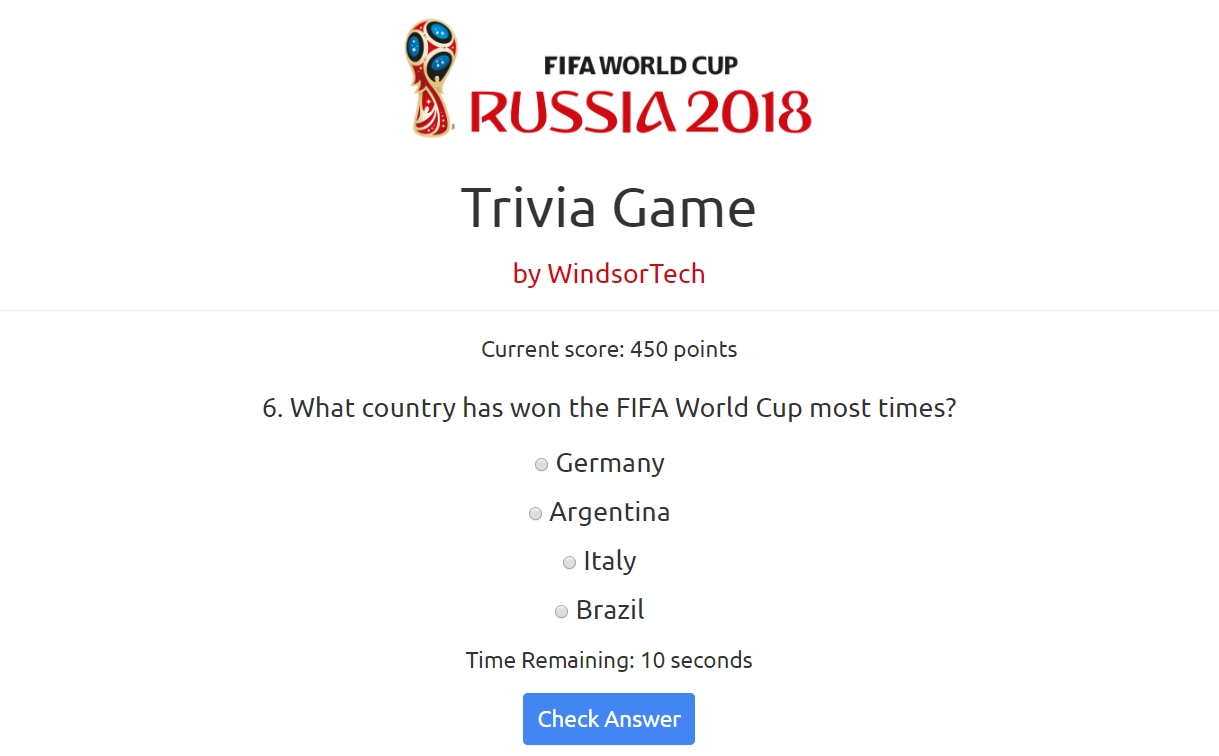 FIFA WORLD CUP
RUSSIA 2018
Trivia Game
by WindsorTech
Current score: 450 points
6. What country has won the FIFA World Cup most times?
Germany
Argentina
Italy
Brazil
Time Remaining: 10 seconds
Check Answer